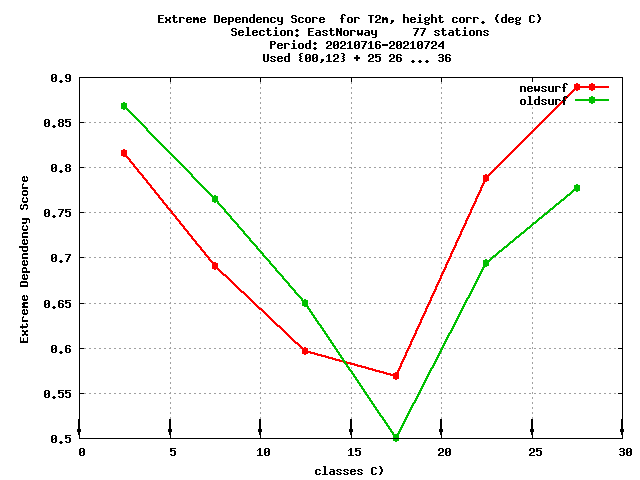 Extreme Dependency Score  for T2m, height corr. (deg C)
Selection: EastNorway     77 stations
Period: 20210716-20210724
Used {00,12} + 25 26 ... 36
newsurf
oldsurf
0.9
0.85
0.8
0.75
0.7
0.65
0.6
0.55
0.5
Extreme Dependency Score
0 5 10 15 20 25 30
classes C)